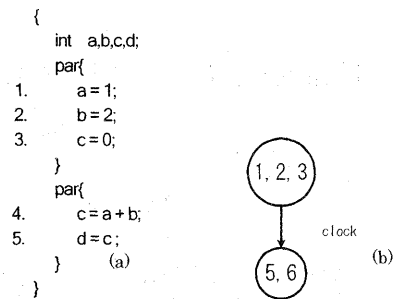 {
int a,b,c,d;
par{
1. a=1;
2. b=2;
3. c=0;
}
par{
4. c=a+b;
5. d=c;
}
(a)
}
1, 2, 3
clock
5, 6
(b)